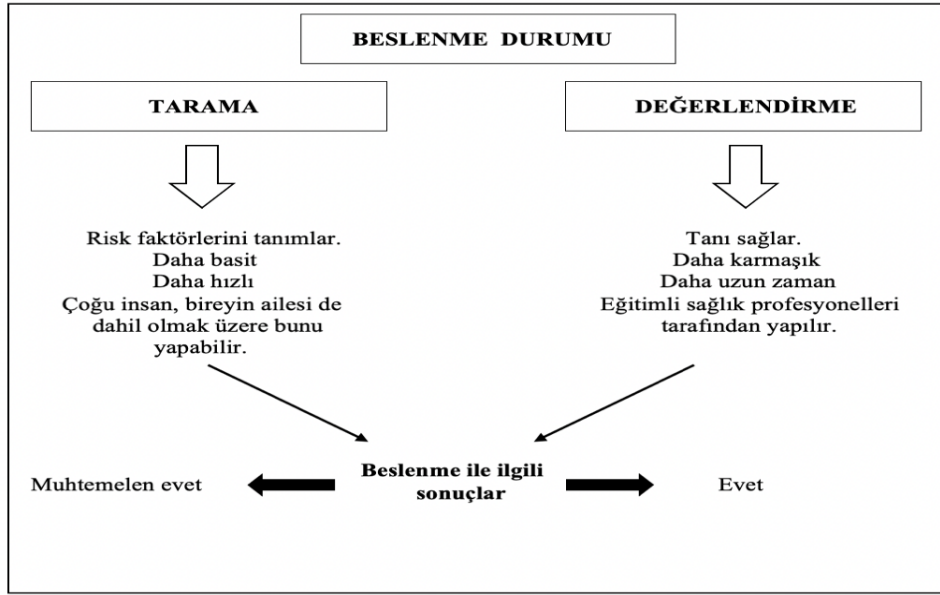 BESLENME DURUMU
TARAMA
Risk faktörlerini tanımlar.
Daha basit
Daha hızlı
Çoğu insan, bireyin ailesi de
dahil olmak üzere bunu
yapabilir.
DEĞERLENDİRME
Tanı sağlar.
Daha karmaşık
Daha uzun zaman
Eğitimli sağlık profesyonelleri
tarafından yapılır.
Beslenme ile ilgili
sonuçlar
Muhtemelen evet
Evet